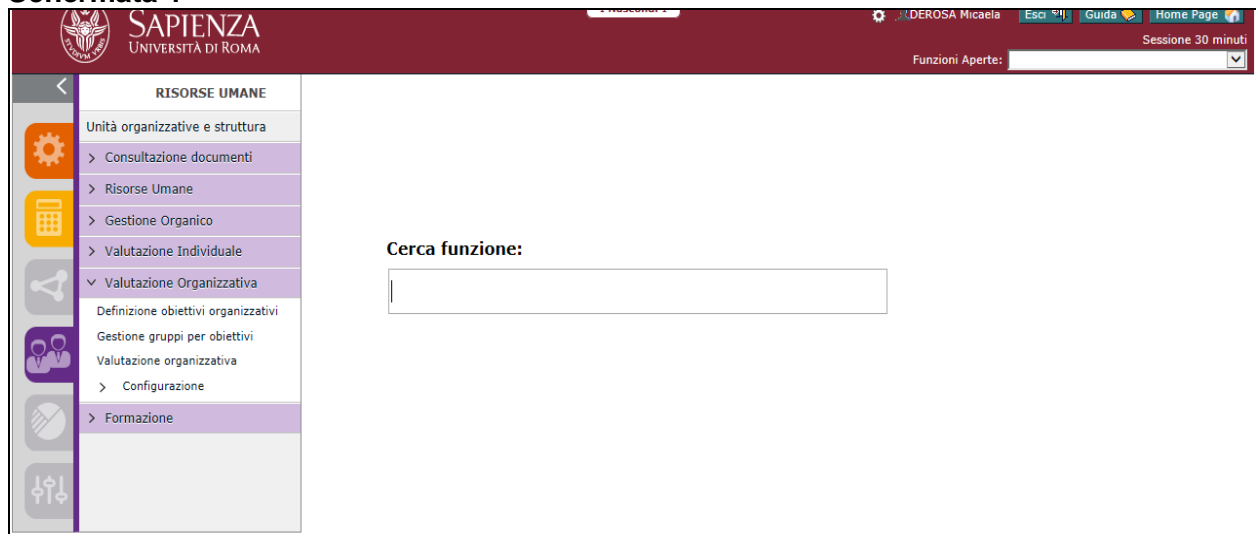 SAPIENZA
UNIVERSITÀ DI ROMA
DEROSA Micaela
Esci
Guida
Home Page
Sessione 30 minuti
Funzioni Aperte:
RISORSE UMANE
Unità organizzative e struttura
> Consultazione documenti
> Risorse Umane
> Gestione Organico
> Valutazione Individuale
Valutazione Organizzativa
Definizione obiettivi organizzativi
Gestione gruppi per obiettivi
Valutazione organizzativa
> Configurazione
> Formazione
Cerca funzione: